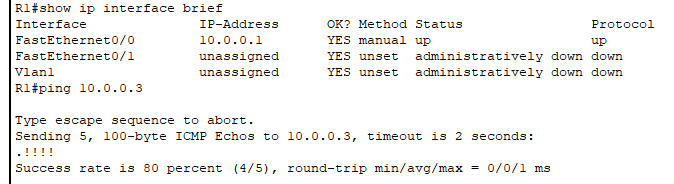 R1#show ip interface brief
Interface              IP-Address      OK? Method Status                Protocol
FastEthernet0/0        10.0.0.1        YES manual up                    up
FastEthernet0/1        unassigned      YES unset  administratively down down
Vlan1                  unassigned      YES unset  administratively down down
R1#ping 10.0.0.3
Type escape sequence to abort.
Sending 5, 100-byte ICMP Echos to 10.0.0.3, timeout is 2 seconds:
.!!!!
Success rate is 80 percent (4/5), round-trip min/avg/max = 0/0/1 ms